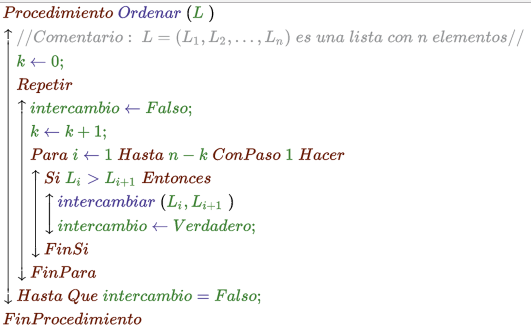 Procedimiento Ordenar (L )
//Comentario : L = (L₁, L₂, . . . , Lₙ) es una lista con n elementos//
k ← 0;
Repetir
intercambio ← Falso;
k ← k + 1;
Para i ← 1 Hasta n − k ConPaso 1 Hacer
Si Lᵢ > Lᵢ₊₁ Entonces
intercambiar (Lᵢ, Lᵢ₊₁ )
intercambio ← Verdadero;
FinSi
FinPara
Hasta Que intercambio = Falso;
FinProcedimiento